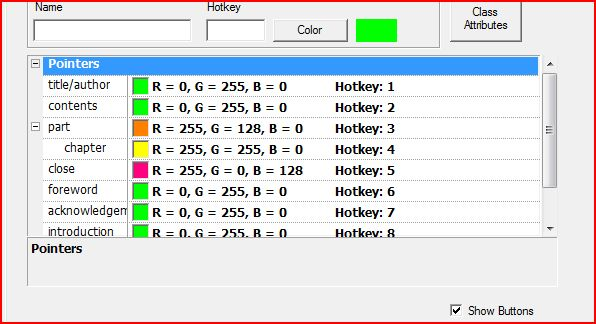 Name Hotkey
Color
Class
Attributes
Pointers
title/author R = 0, G = 255, B = 0 Hotkey: 1
contents R = 0, G = 255, B = 0 Hotkey: 2
part R = 255, G = 128, B = 0 Hotkey: 3
chapter R = 255, G = 255, B = 0 Hotkey: 4
close R = 255, G = 0, B = 128 Hotkey: 5
foreword R = 0, G = 255, B = 0 Hotkey: 6
acknowledgem R = 0, G = 255, B = 0 Hotkey: 7
introduction R = 0, G = 255, B = 0 Hotkey: 8
Pointers
Show Buttons